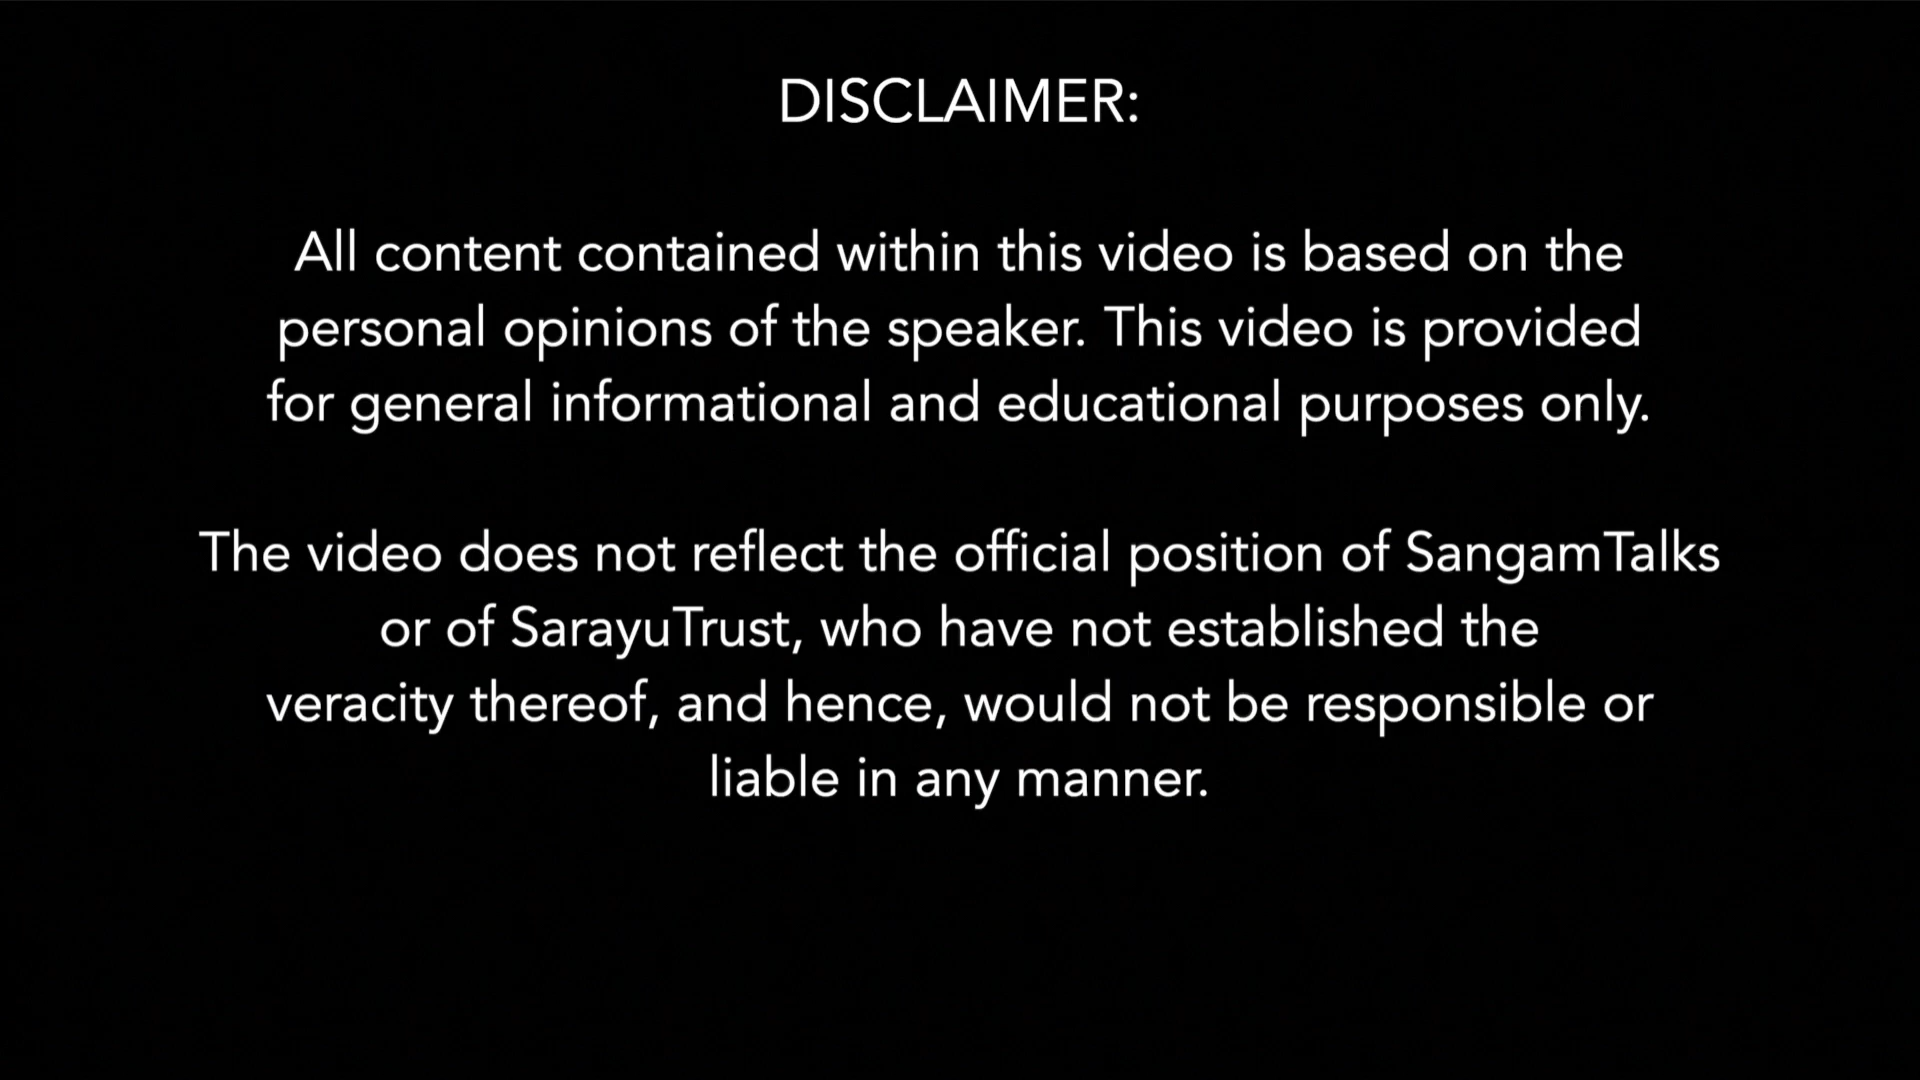 DISCLAIMER:
All content contained within this video is based on the
personal opinions of the speaker. This video is provided
for general informational and educational purposes only.
The video does not reflect the official position of SangamTalks
or of SarayuTrust, who have not established the
veracity thereof, and hence, would not be responsible or
liable in any manner.